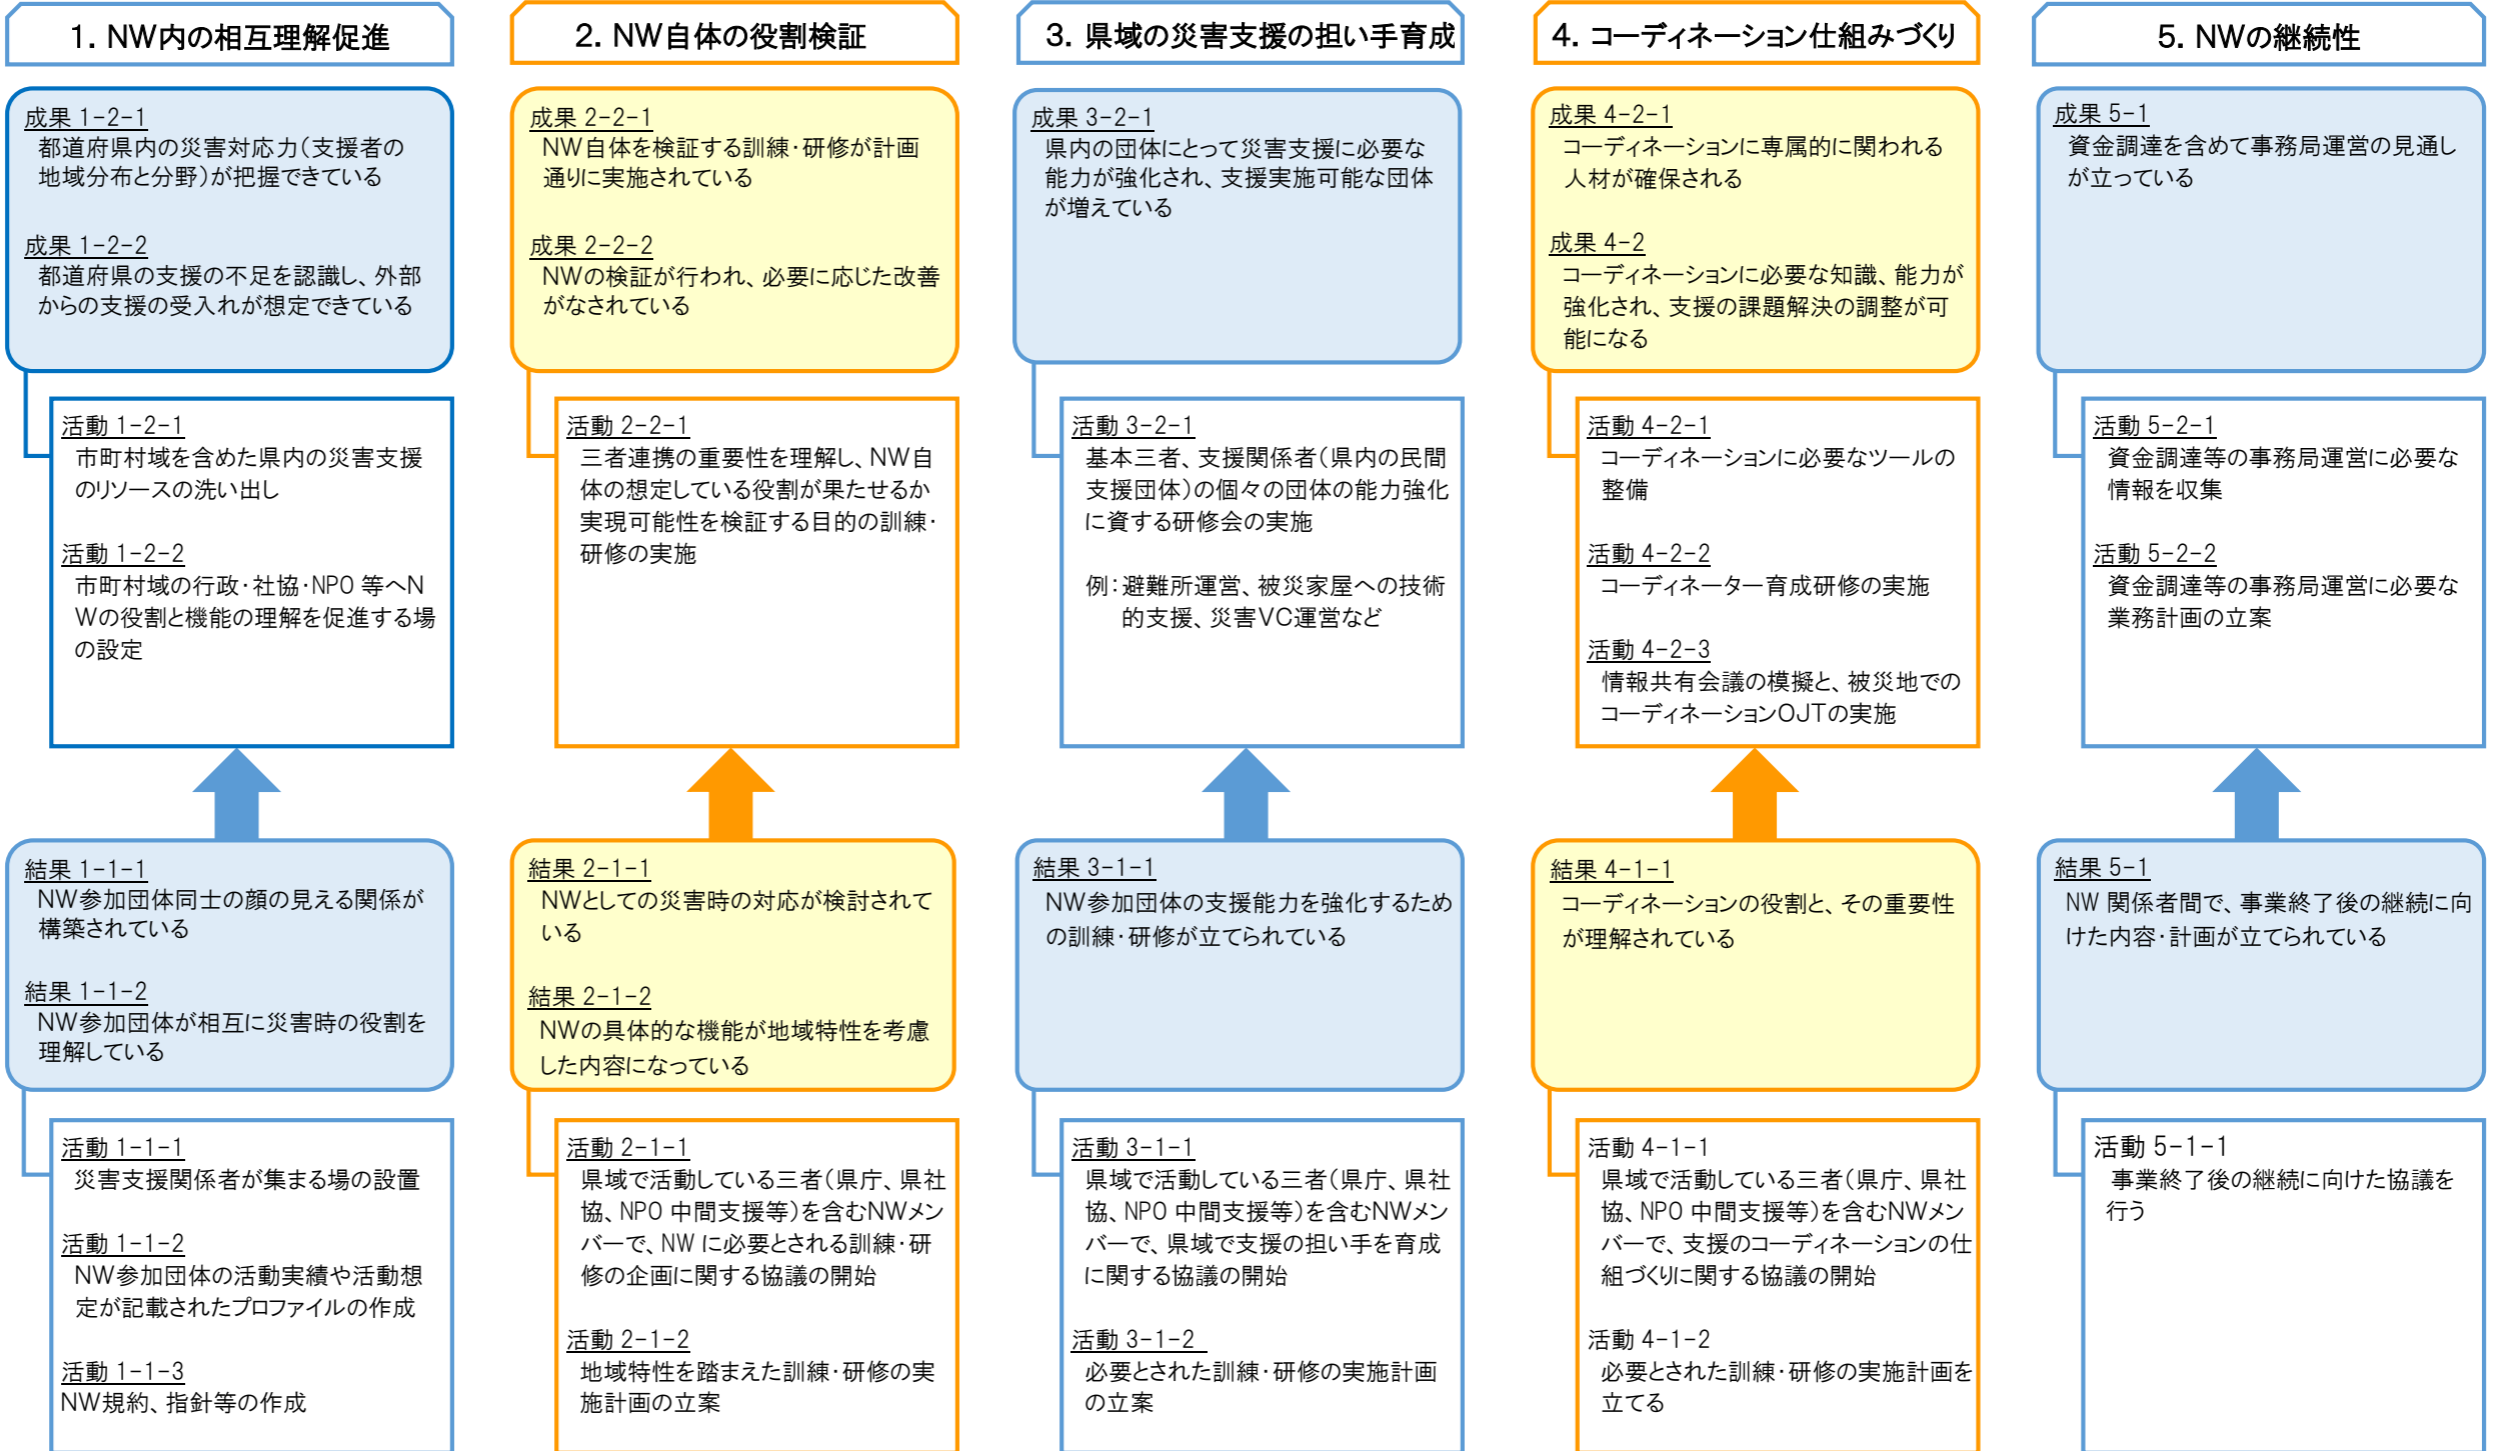 1. NW内の相互理解促進
成果 1-2-1
都道府県内の災害対応力(支援者の
地域分布と分野)が把握できている
成果 1-2-2
都道府県の支援の不足を認識し、外部
からの支援の受入れが想定できている
活動 1-2-1
市町村域を含めた県内の災害支援
のリソースの洗い出し
活動 1-2-2
市町村域の行政・社協・NPO 等へN
Wの役割と機能の理解を促進する場
の設定
結果 1-1-1
NW参加団体同士の顔の見える関係が
構築されている
結果 1-1-2
NW参加団体が相互に災害時の役割を
理解している
活動 1-1-1
災害支援関係者が集まる場の設置
活動 1-1-2
NW参加団体の活動実績や活動想
定が記載されたプロファイルの作成
活動 1-1-3
NW規約、指針等の作成
2. NW自体の役割検証
成果 2-2-1
NW自体を検証する訓練・研修が計画
通りに実施されている
成果 2-2-2
NWの検証が行われ、必要に応じた改善
がなされている
活動 2-2-1
三者連携の重要性を理解し、NW自
体の想定している役割が果たせるか
実現可能性を検証する目的の訓練・
研修の実施
結果 2-1-1
NWとしての災害時の対応が検討されて
いる
結果 2-1-2
NWの具体的な機能が地域特性を考慮
した内容になっている
活動 2-1-1
県域で活動している三者(県庁、県社
協、NPO 中間支援等)を含むNWメン
バーで、NW に必要とされる訓練・研
修の企画に関する協議の開始
活動 2-1-2
地域特性を踏まえた訓練・研修の実
施計画の立案
3. 県域の災害支援の担い手育成
成果 3-2-1
県内の団体にとって災害支援に必要な
能力が強化され、支援実施可能な団体
が増えている
活動 3-2-1
基本三者、支援関係者(県内の民間
支援団体)の個々の団体の能力強化
に資する研修会の実施
例:避難所運営、被災家屋への技術
的支援、災害VC運営など
結果 3-1-1
NW参加団体の支援能力を強化するため
の訓練・研修が立てられている
活動 3-1-1
県域で活動している三者(県庁、県社
協、NPO 中間支援等)を含むNWメン
バーで、県域で支援の担い手を育成
に関する協議の開始
活動 3-1-2
必要とされた訓練・研修の実施計画
の立案
4. コーディネーション仕組みづくり
成果 4-2-1
コーディネーションに専属的に関われる
人材が確保される
成果 4-2
コーディネーションに必要な知識、能力が
強化され、支援の課題解決の調整が可
能になる
活動 4-2-1
コーディネーションに必要なツールの
整備
活動 4-2-2
コーディネーター育成研修の実施
活動 4-2-3
情報共有会議の模擬と、被災地での
コーディネーションOJTの実施
結果 4-1-1
コーディネーションの役割と、その重要性
が理解されている
活動 4-1-1
県域で活動している三者(県庁、県社
協、NPO 中間支援等)を含むNWメン
バーで、支援のコーディネーションの仕
組づくりに関する協議の開始
活動 4-1-2
必要とされた訓練・研修の実施計画を
立てる
5. NWの継続性
成果 5-1
資金調達を含めて事務局運営の見通し
が立っている
活動 5-2-1
資金調達等の事務局運営に必要な
情報を収集
活動 5-2-2
資金調達等の事務局運営に必要な
業務計画の立案
結果 5-1
NW 関係者間で、事業終了後の継続に向
けた内容・計画が立てられている
活動 5-1-1
事業終了後の継続に向けた協議を
行う